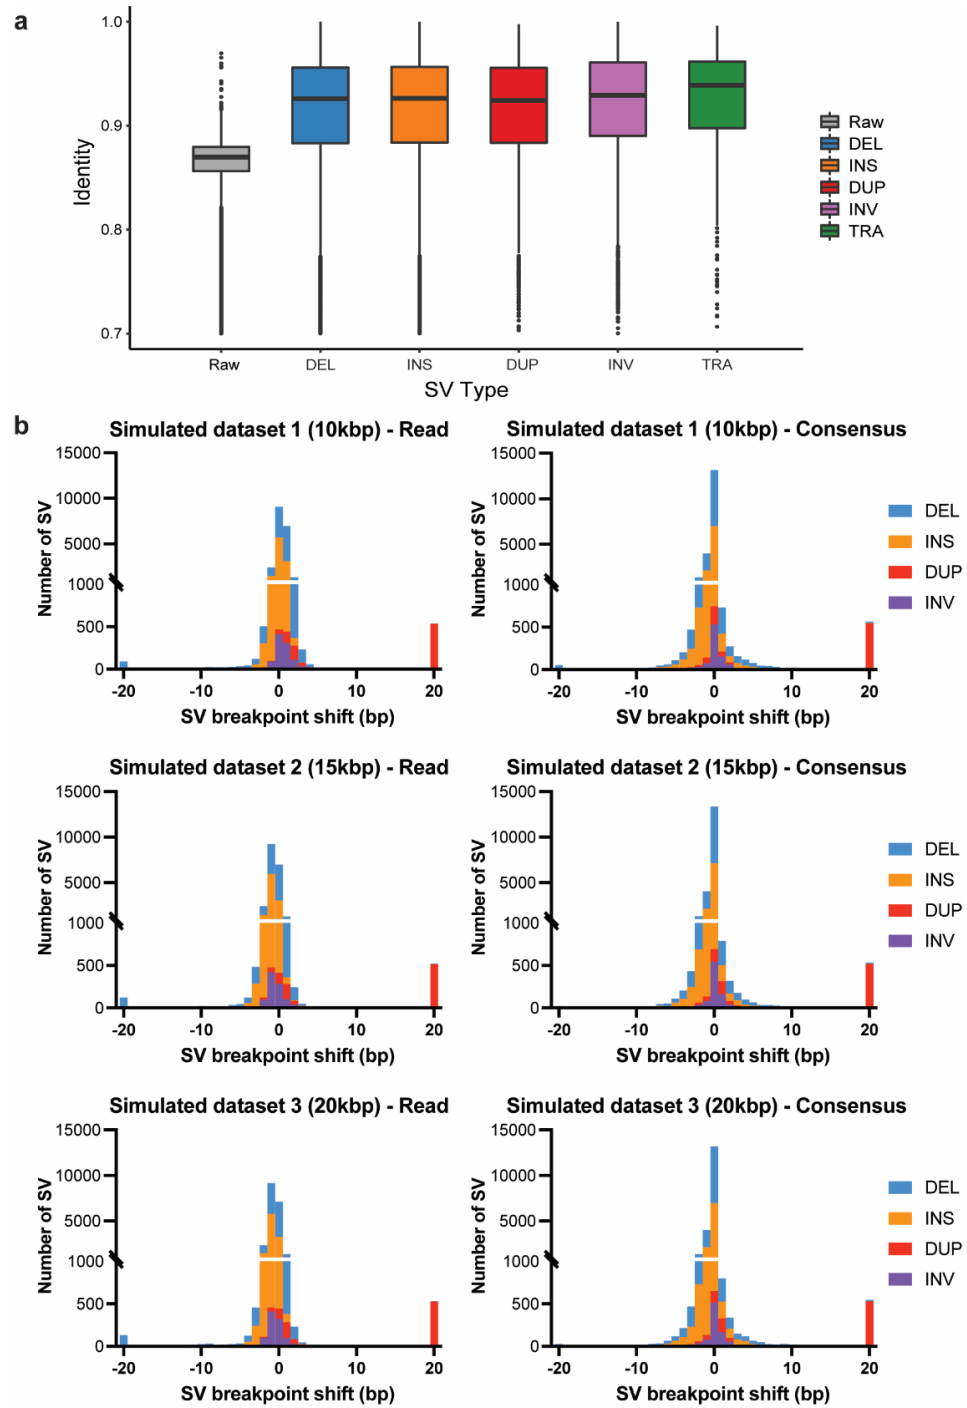 a
1.0
0.9
0.8
0.7
Identity
Raw DEL INS DUP INV TRA
SV Type
Raw
DEL
INS
DUP
INV
TRA
b
Simulated dataset 1 (10kbp) - Read
15000
10000
5000
1000
500
0
Number of SV
-20 -10 0 10 20
SV breakpoint shift (bp)
Simulated dataset 1 (10kbp) - Consensus
15000
10000
5000
1000
500
0
Number of SV
-20 -10 0 10 20
SV breakpoint shift (bp)
DEL
INS
DUP
INV
Simulated dataset 2 (15kbp) - Read
15000
10000
5000
1000
500
0
Number of SV
-20 -10 0 10 20
SV breakpoint shift (bp)
Simulated dataset 2 (15kbp) - Consensus
15000
10000
5000
1000
500
0
Number of SV
-20 -10 0 10 20
SV breakpoint shift (bp)
DEL
INS
DUP
INV
Simulated dataset 3 (20kbp) - Read
15000
10000
5000
1000
500
0
Number of SV
-20 -10 0 10 20
SV breakpoint shift (bp)
Simulated dataset 3 (20kbp) - Consensus
15000
10000
5000
1000
500
0
Number of SV
-20 -10 0 10 20
SV breakpoint shift (bp)
DEL
INS
DUP
INV